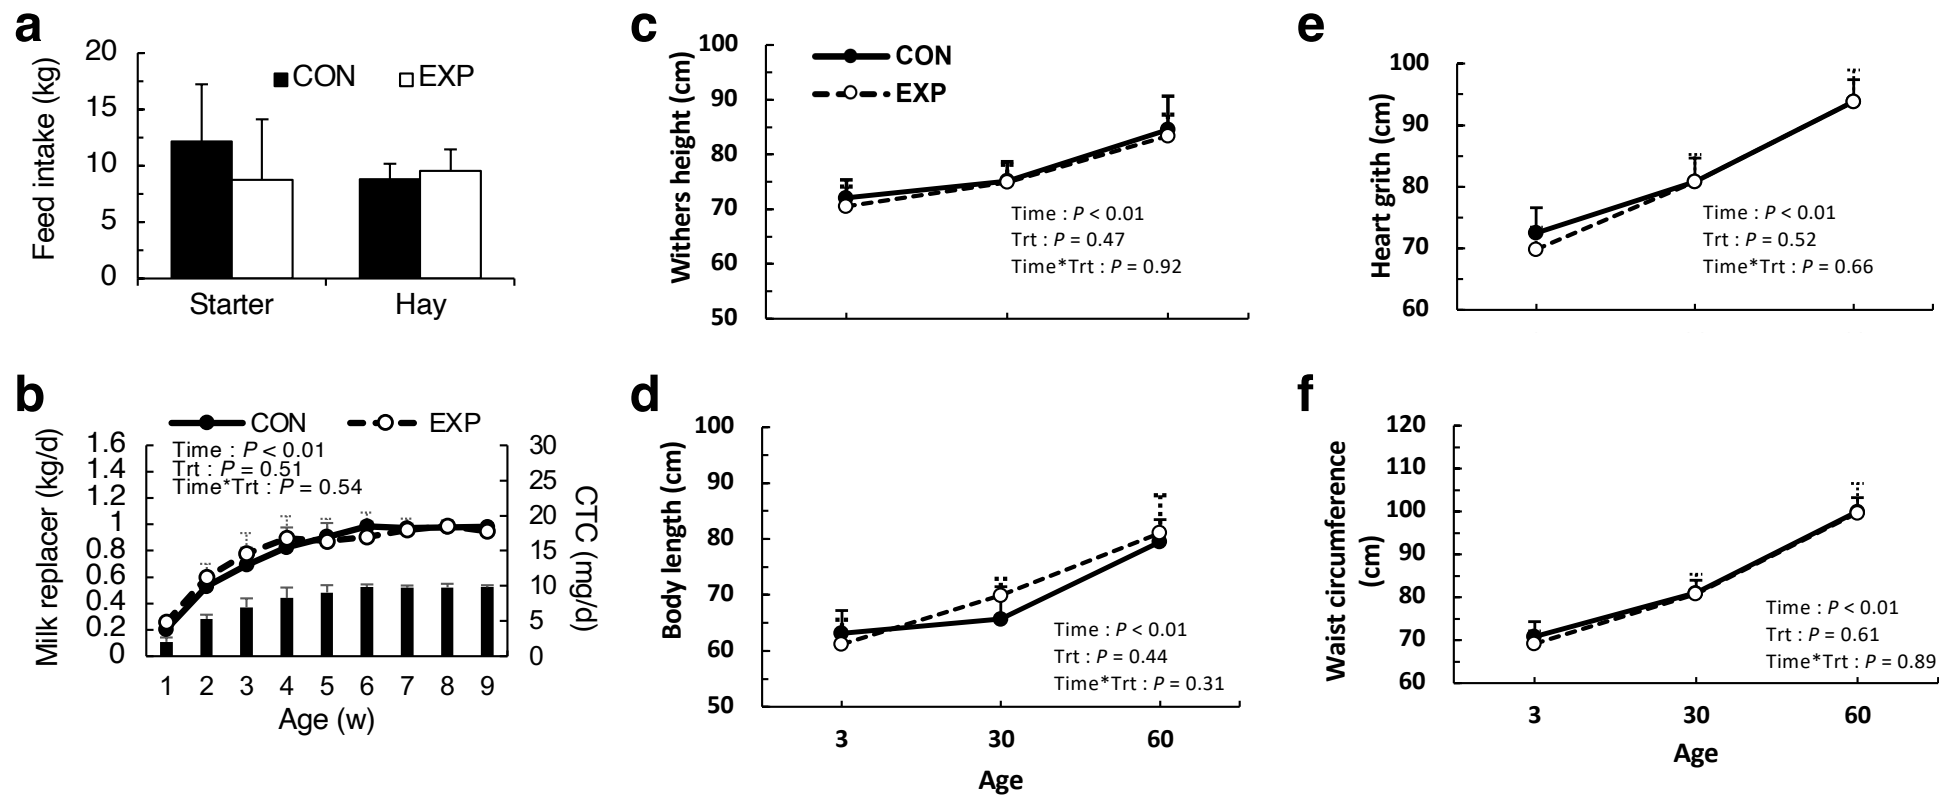 a
20
15
10
5
0
Feed intake (kg)
CON
EXP
Starter
Hay
b
CON
EXP
1.6
1.4
1.2
1
0.8
0.6
0.4
0.2
0
Milk replacer (kg/d)
Time : P < 0.01
Trt : P = 0.51
Time*Trt : P = 0.54
30
25
20
15
10
5
0
CTC (mg/d)
1 2 3 4 5 6 7 8 9
Age (w)
c
100
90
80
70
60
50
Withers height (cm)
CON
EXP
Time : P < 0.01
Trt : P = 0.47
Time*Trt : P = 0.92
d
100
90
80
70
60
50
Body length (cm)
Time : P < 0.01
Trt : P = 0.44
Time*Trt : P = 0.31
3 30 60
Age
e
100
90
80
70
60
Heart grith (cm)
Time : P < 0.01
Trt : P = 0.52
Time*Trt : P = 0.66
f
120
110
100
90
80
70
60
Waist circumference
(cm)
Time : P < 0.01
Trt : P = 0.61
Time*Trt : P = 0.89
3 30 60
Age